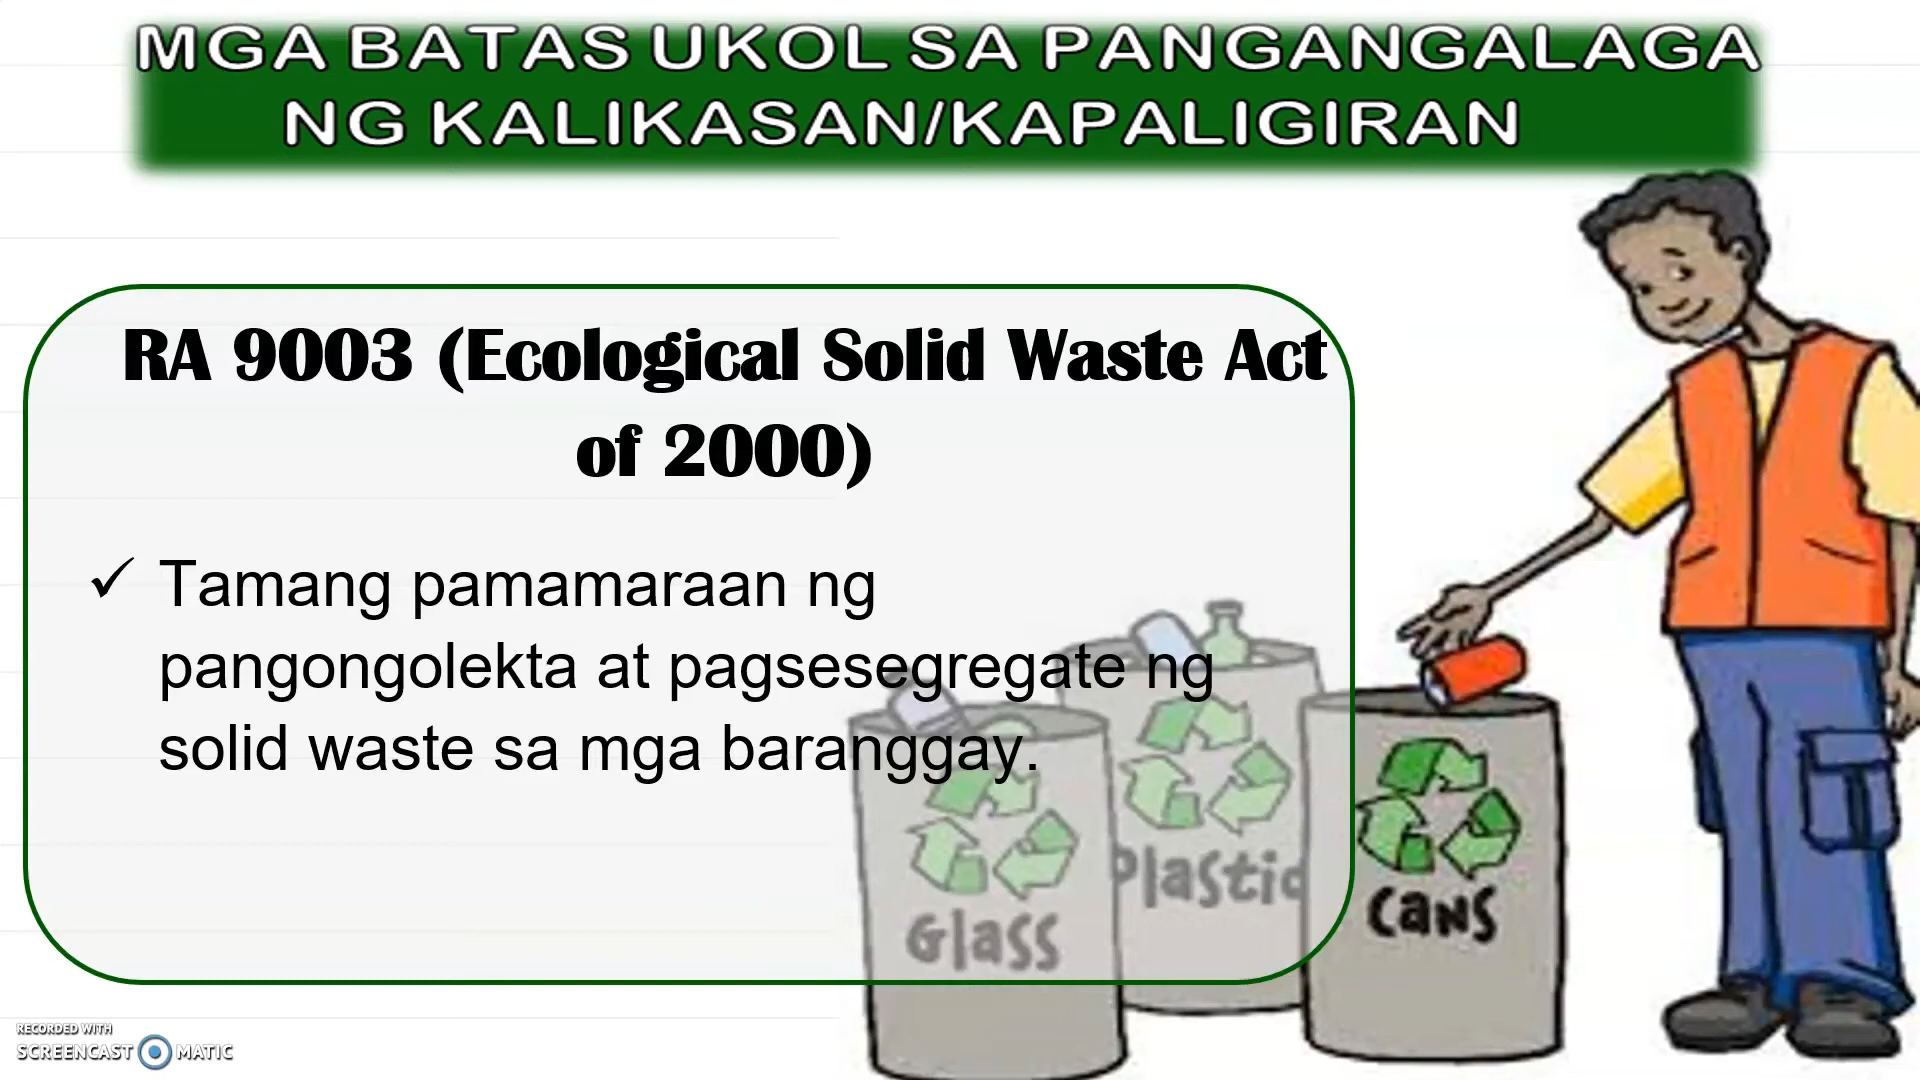 MGA BATAS UKOL SA PANGANGALAGA
NG KALIKASAN/KAPALIGIRAN
RA 9003 (Ecological Solid Waste Act
of 2000)
✓ Tamang pamamaraan ng
pangongolekta at pagsesegregate ng
solid waste sa mga baranggay.
Glass
Plastic
Cans
RECORDED WITH
SCREENCAST MATIC